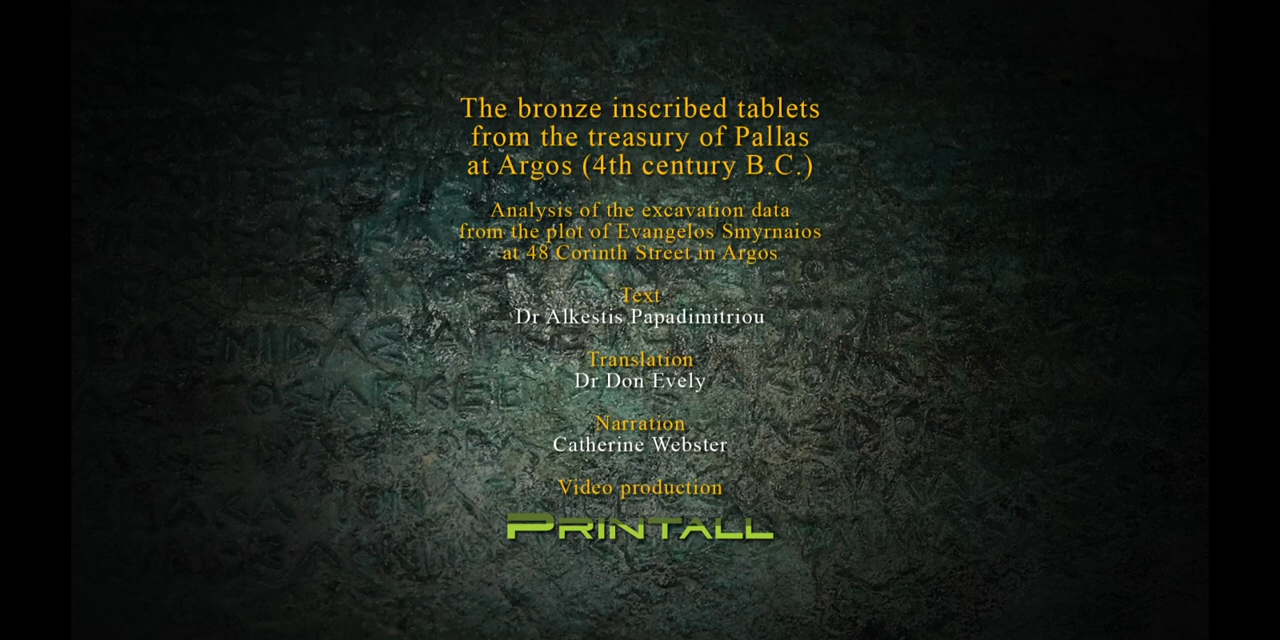 The bronze inscribed tablets
from the treasury of Pallas
at Argos (4th century B.C.)
Analysis of the excavation data
from the plot of Evangelos Smyrnaios
at 48 Corinth Street in Argos
Text
Dr Alkestis Papadimitriou
Translation
Dr Don Evely
Narration
Catherine Webster
Video production
PRINTALL